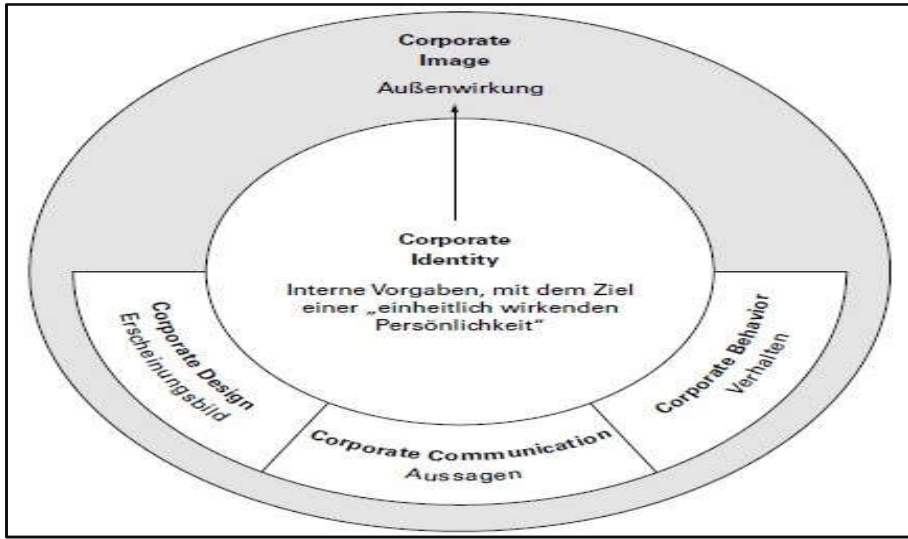 Corporate
Image
Außenwirkung
Corporate
Identity
Interne Vorgaben, mit dem Ziel
einer „einheitlich wirkenden
Persönlichkeit“
Corporate Design
Erscheinungsbild
Corporate Communication
Aussagen
Corporate Behavior
Verhalten